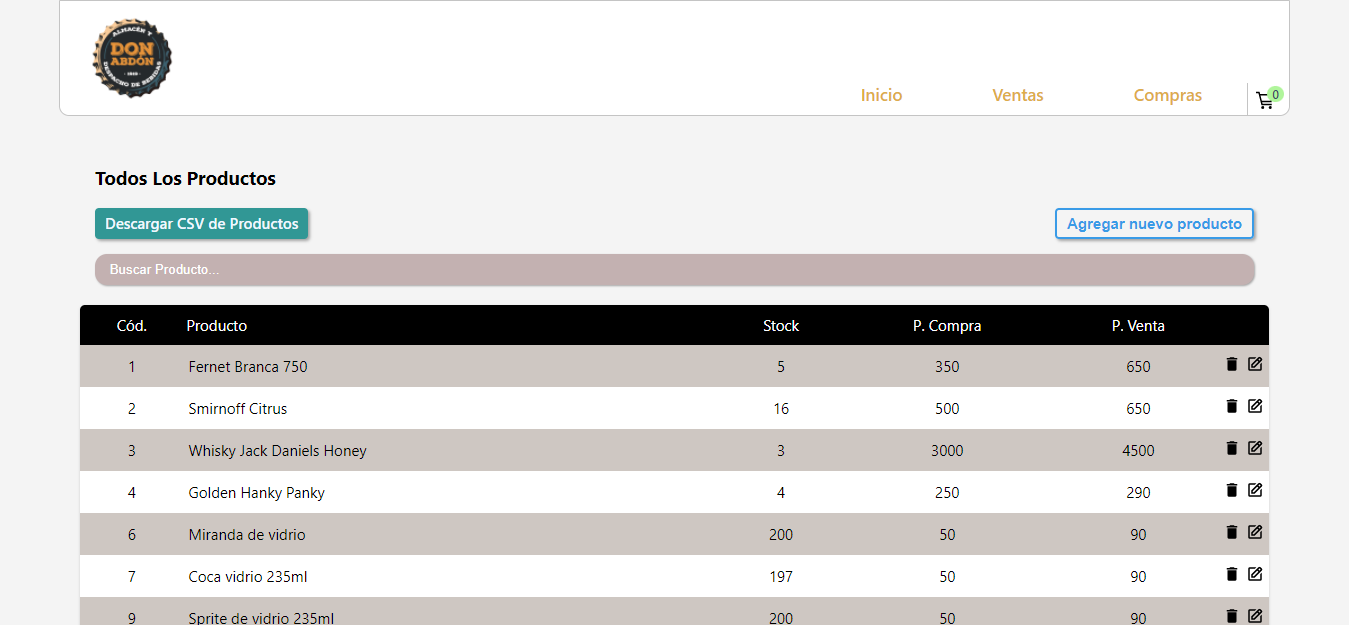 ALMACÉN Y
DON
ABDÓN
DESPACHO DE BEBIDAS
Inicio Ventas Compras 0
Todos Los Productos
Descargar CSV de Productos Agregar nuevo producto
Buscar Producto...
Cód. Producto Stock P. Compra P. Venta
1 Fernet Branca 750 5 350 650
2 Smirnoff Citrus 16 500 650
3 Whisky Jack Daniels Honey 3 3000 4500
4 Golden Hanky Panky 4 250 290
6 Miranda de vidrio 200 50 90
7 Coca vidrio 235ml 197 50 90
9 Sprite de vidrio 235ml 200 50 90